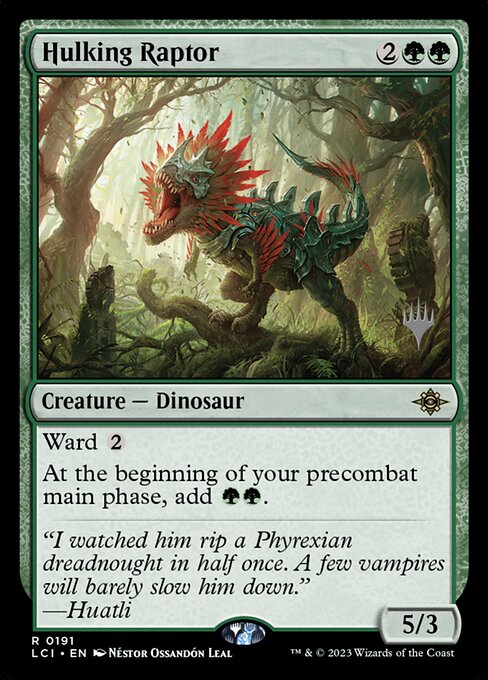 Hulking Raptor 2
Creature — Dinosaur
Ward 2
At the beginning of your precombat
main phase, add .
“I watched him rip a Phyrexian
dreadnought in half once. A few vampires
will barely slow him down.”
—Huatli
5/3
R 0191
LCI • EN Néstor Ossandón Leal
™ & © 2023 Wizards of the Coast